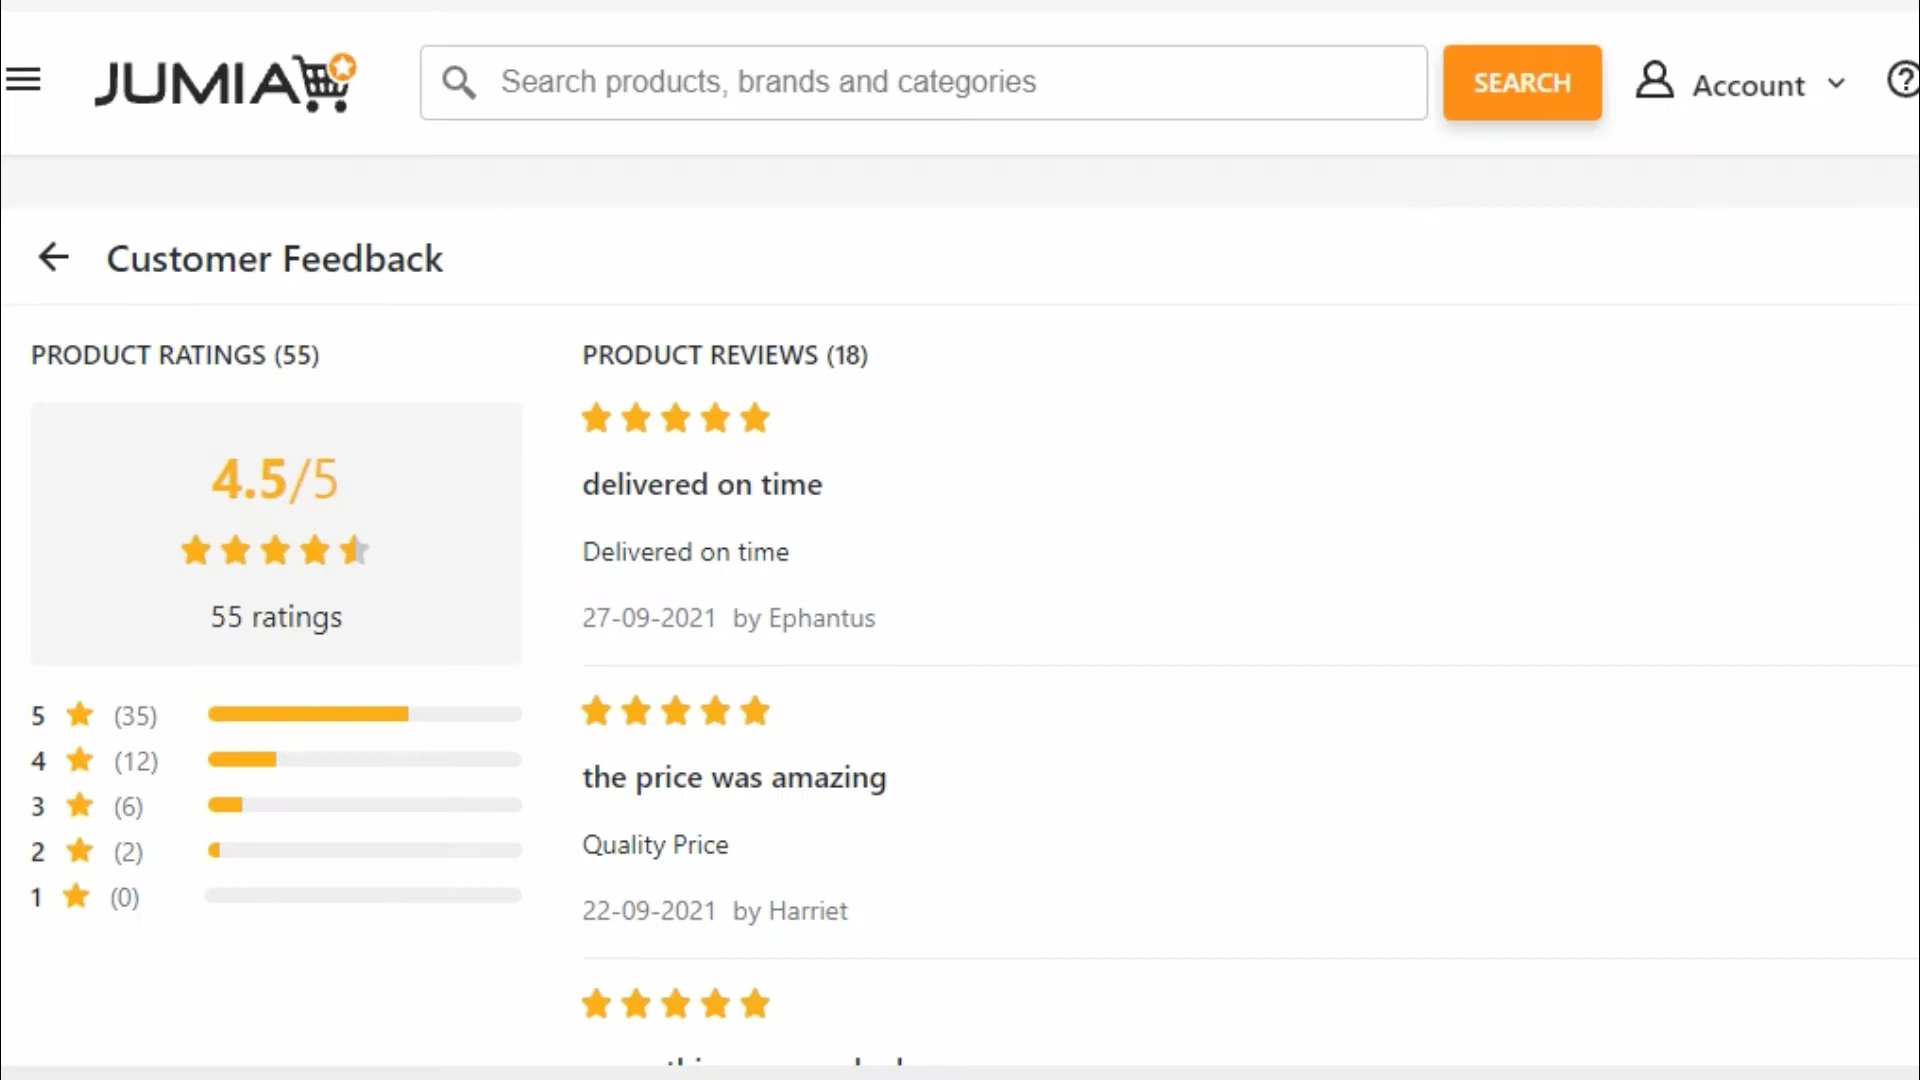 JUMIA
Search products, brands and categories
SEARCH
Account
Customer Feedback
PRODUCT RATINGS (55)
4.5/5
55 ratings
5 (35)
4 (12)
3 (6)
2 (2)
1 (0)
PRODUCT REVIEWS (18)
delivered on time
Delivered on time
27-09-2021 by Ephantus
the price was amazing
Quality Price
22-09-2021 by Harriet